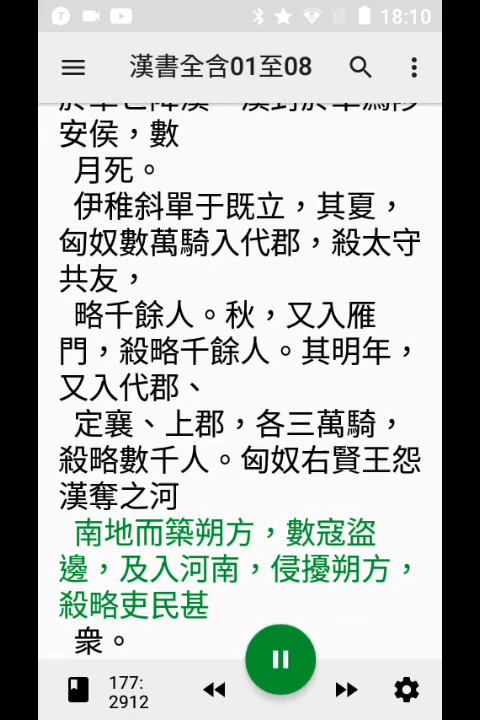 18:10
漢書全含01至08
安侯，數
月死。
伊稚斜單于既立，其夏，
匈奴數萬騎入代郡，殺太守
共友，
略千餘人。秋，又入雁
門，殺略千餘人。其明年，
又入代郡、
定襄、上郡，各三萬騎，
殺略數千人。匈奴右賢王怨
漢奪之河
南地而築朔方，數寇盜
邊，及入河南，侵擾朔方，
殺略吏民甚
衆。
177:
2912